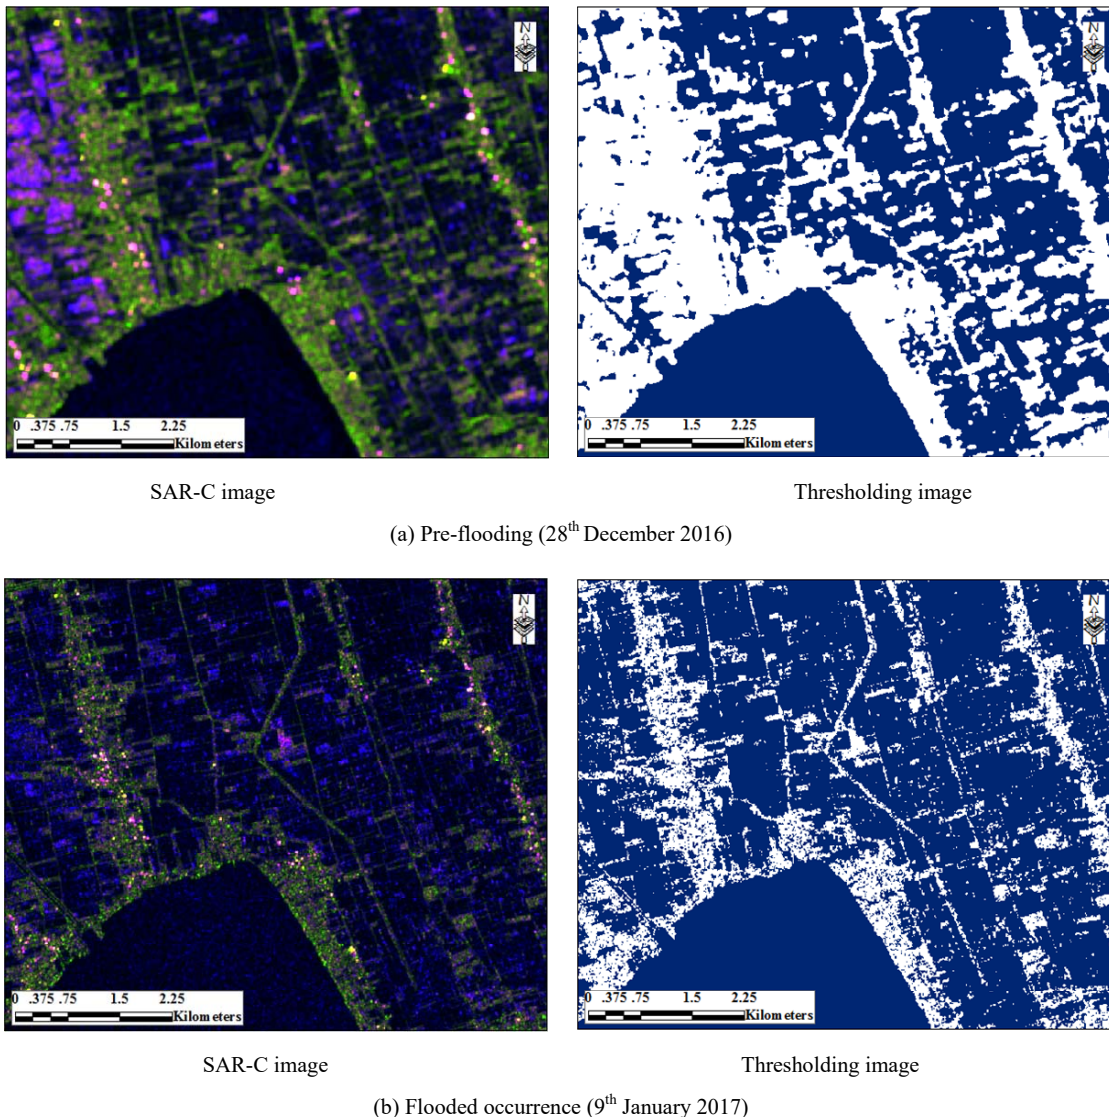 N N
0 .375 .75 1.5 2.25 0 .375 .75 1.5 2.25
Kilometers Kilometers
SAR-C image Thresholding image
(a) Pre-flooding (28th December 2016)
N N
0 .375 .75 1.5 2.25 0 .375 .75 1.5 2.25
Kilometers Kilometers
SAR-C image Thresholding image
(b) Flooded occurrence (9th January 2017)